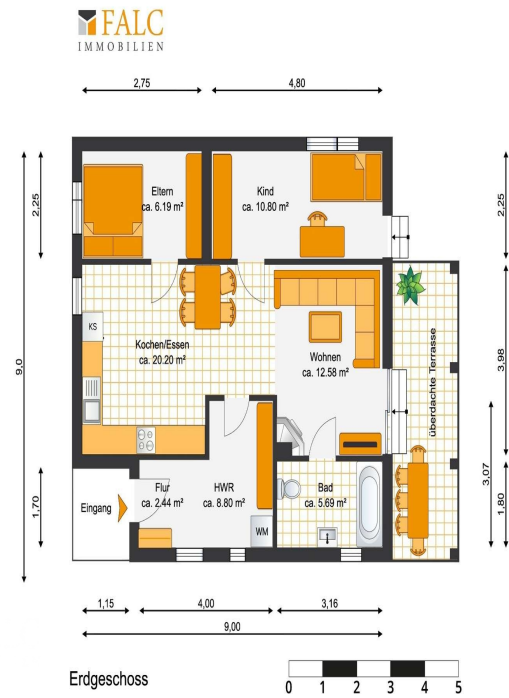 FALC
IMMOBILIEN
2,75
4,80
2,25
Eltern
ca. 6.19 m²
Kind
ca. 10.80 m²
2,25
9,0
KS
Kochen/Essen
ca. 20.20 m²
Wohnen
ca. 12.58 m²
überdachte Terrasse
3,98
3,07
1,70
Eingang
Flur
ca. 2.44 m²
HWR
ca. 8.80 m²
WM
Bad
ca. 5.69 m²
1,80
1,15
4,00
3,16
9,00
Erdgeschoss
0 1 2 3 4 5